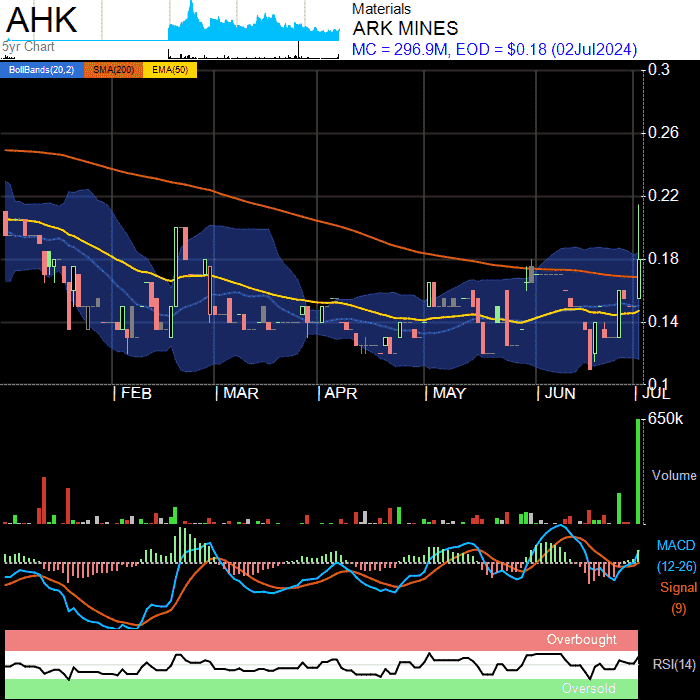 AHK
5yr Chart
Materials
ARK MINES
MC = 296.9M, EOD = $0.18 (02Jul2024)
BollBands(20,2) SMA(200) EMA(50)
0.3
0.26
0.22
0.18
0.14
0.1
FEB MAR APR MAY JUN JUL
650k
Volume
MACD
(12-26)
Signal
(9)
Overbought
RSI(14)
Oversold